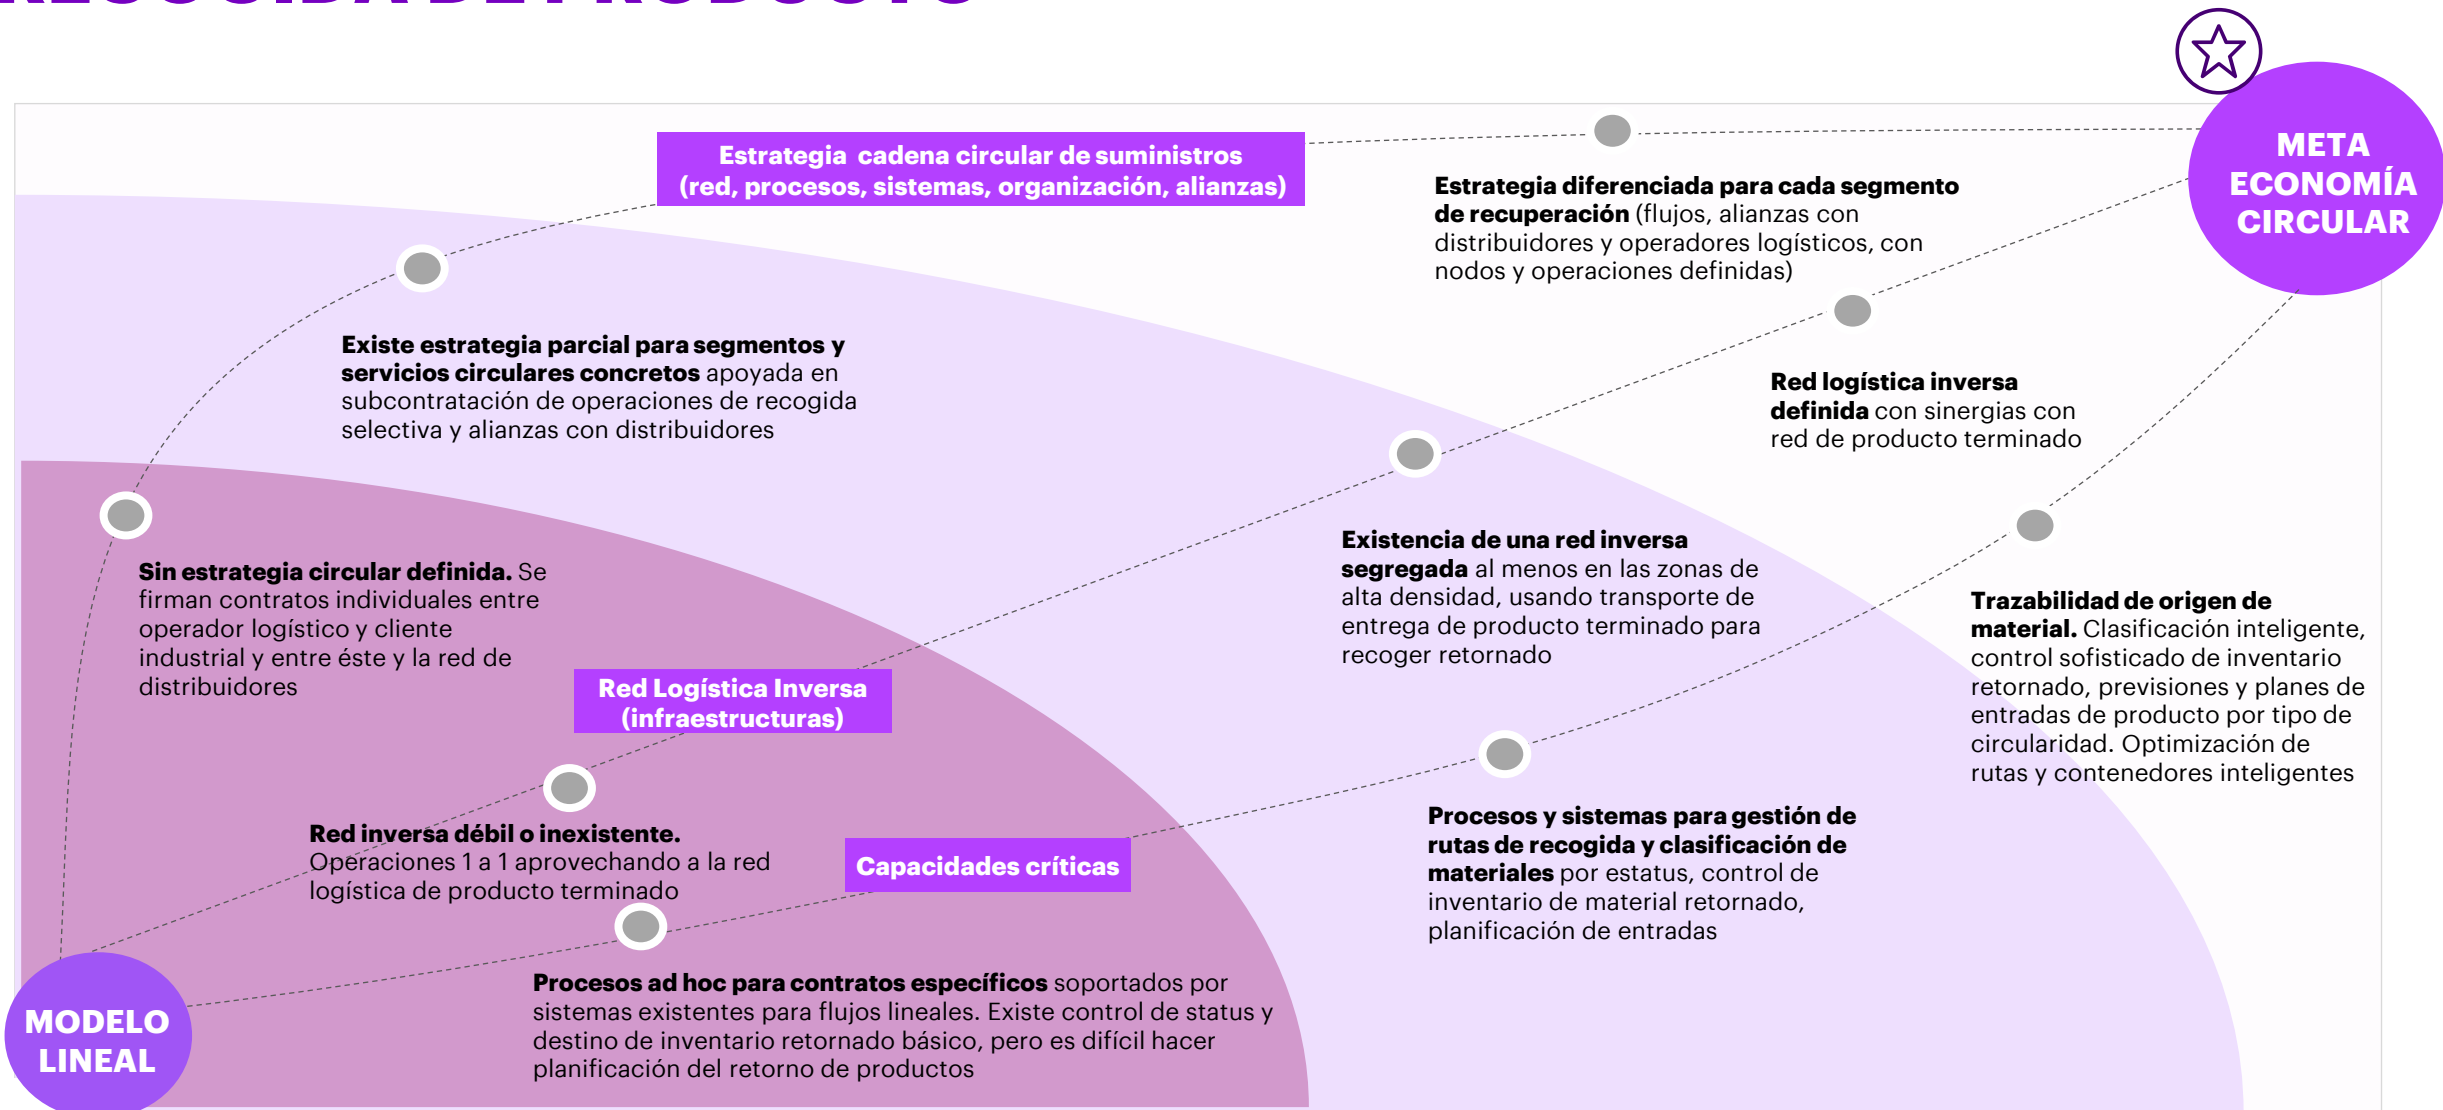 RECOGIDA DE PRODUCTO
Estrategia cadena circular de suministros
(red, procesos, sistemas, organización, alianzas)
META
ECONOMÍA
CIRCULAR
Estrategia diferenciada para cada segmento
de recuperación (flujos, alianzas con
distribuidores y operadores logísticos, con
nodos y operaciones definidas)
Existe estrategia parcial para segmentos y
servicios circulares concretos apoyada en
subcontratación de operaciones de recogida
selectiva y alianzas con distribuidores
Red logística inversa
definida con sinergias con
red de producto terminado
Sin estrategia circular definida. Se
firman contratos individuales entre
operador logístico y cliente
industrial y entre éste y la red de
distribuidores
Existencia de una red inversa
segregada al menos en las zonas de
alta densidad, usando transporte de
entrega de producto terminado para
recoger retornado
Trazabilidad de origen de
material. Clasificación inteligente,
control sofisticado de inventario
retornado, previsiones y planes de
entradas de producto por tipo de
circularidad. Optimización de
rutas y contenedores inteligentes
Red Logística Inversa
(infraestructuras)
Red inversa débil o inexistente.
Operaciones 1 a 1 aprovechando a la red
logística de producto terminado
Capacidades críticas
Procesos y sistemas para gestión de
rutas de recogida y clasificación de
materiales por estatus, control de
inventario de material retornado,
planificación de entradas
Procesos ad hoc para contratos específicos soportados por
sistemas existentes para flujos lineales. Existe control de status y
destino de inventario retornado básico, pero es difícil hacer
planificación del retorno de productos
MODELO
LINEAL